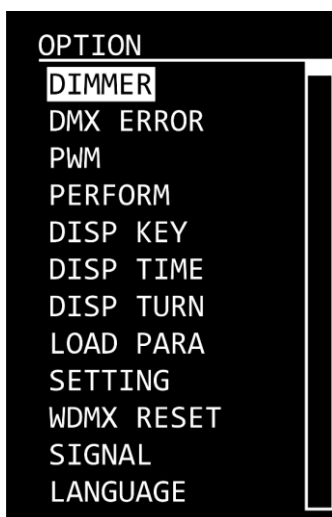 OPTION
DIMMER
DMX ERROR
PWM
PERFORM
DISP KEY
DISP TIME
DISP TURN
LOAD PARA
SETTING
WDMX RESET
SIGNAL
LANGUAGE